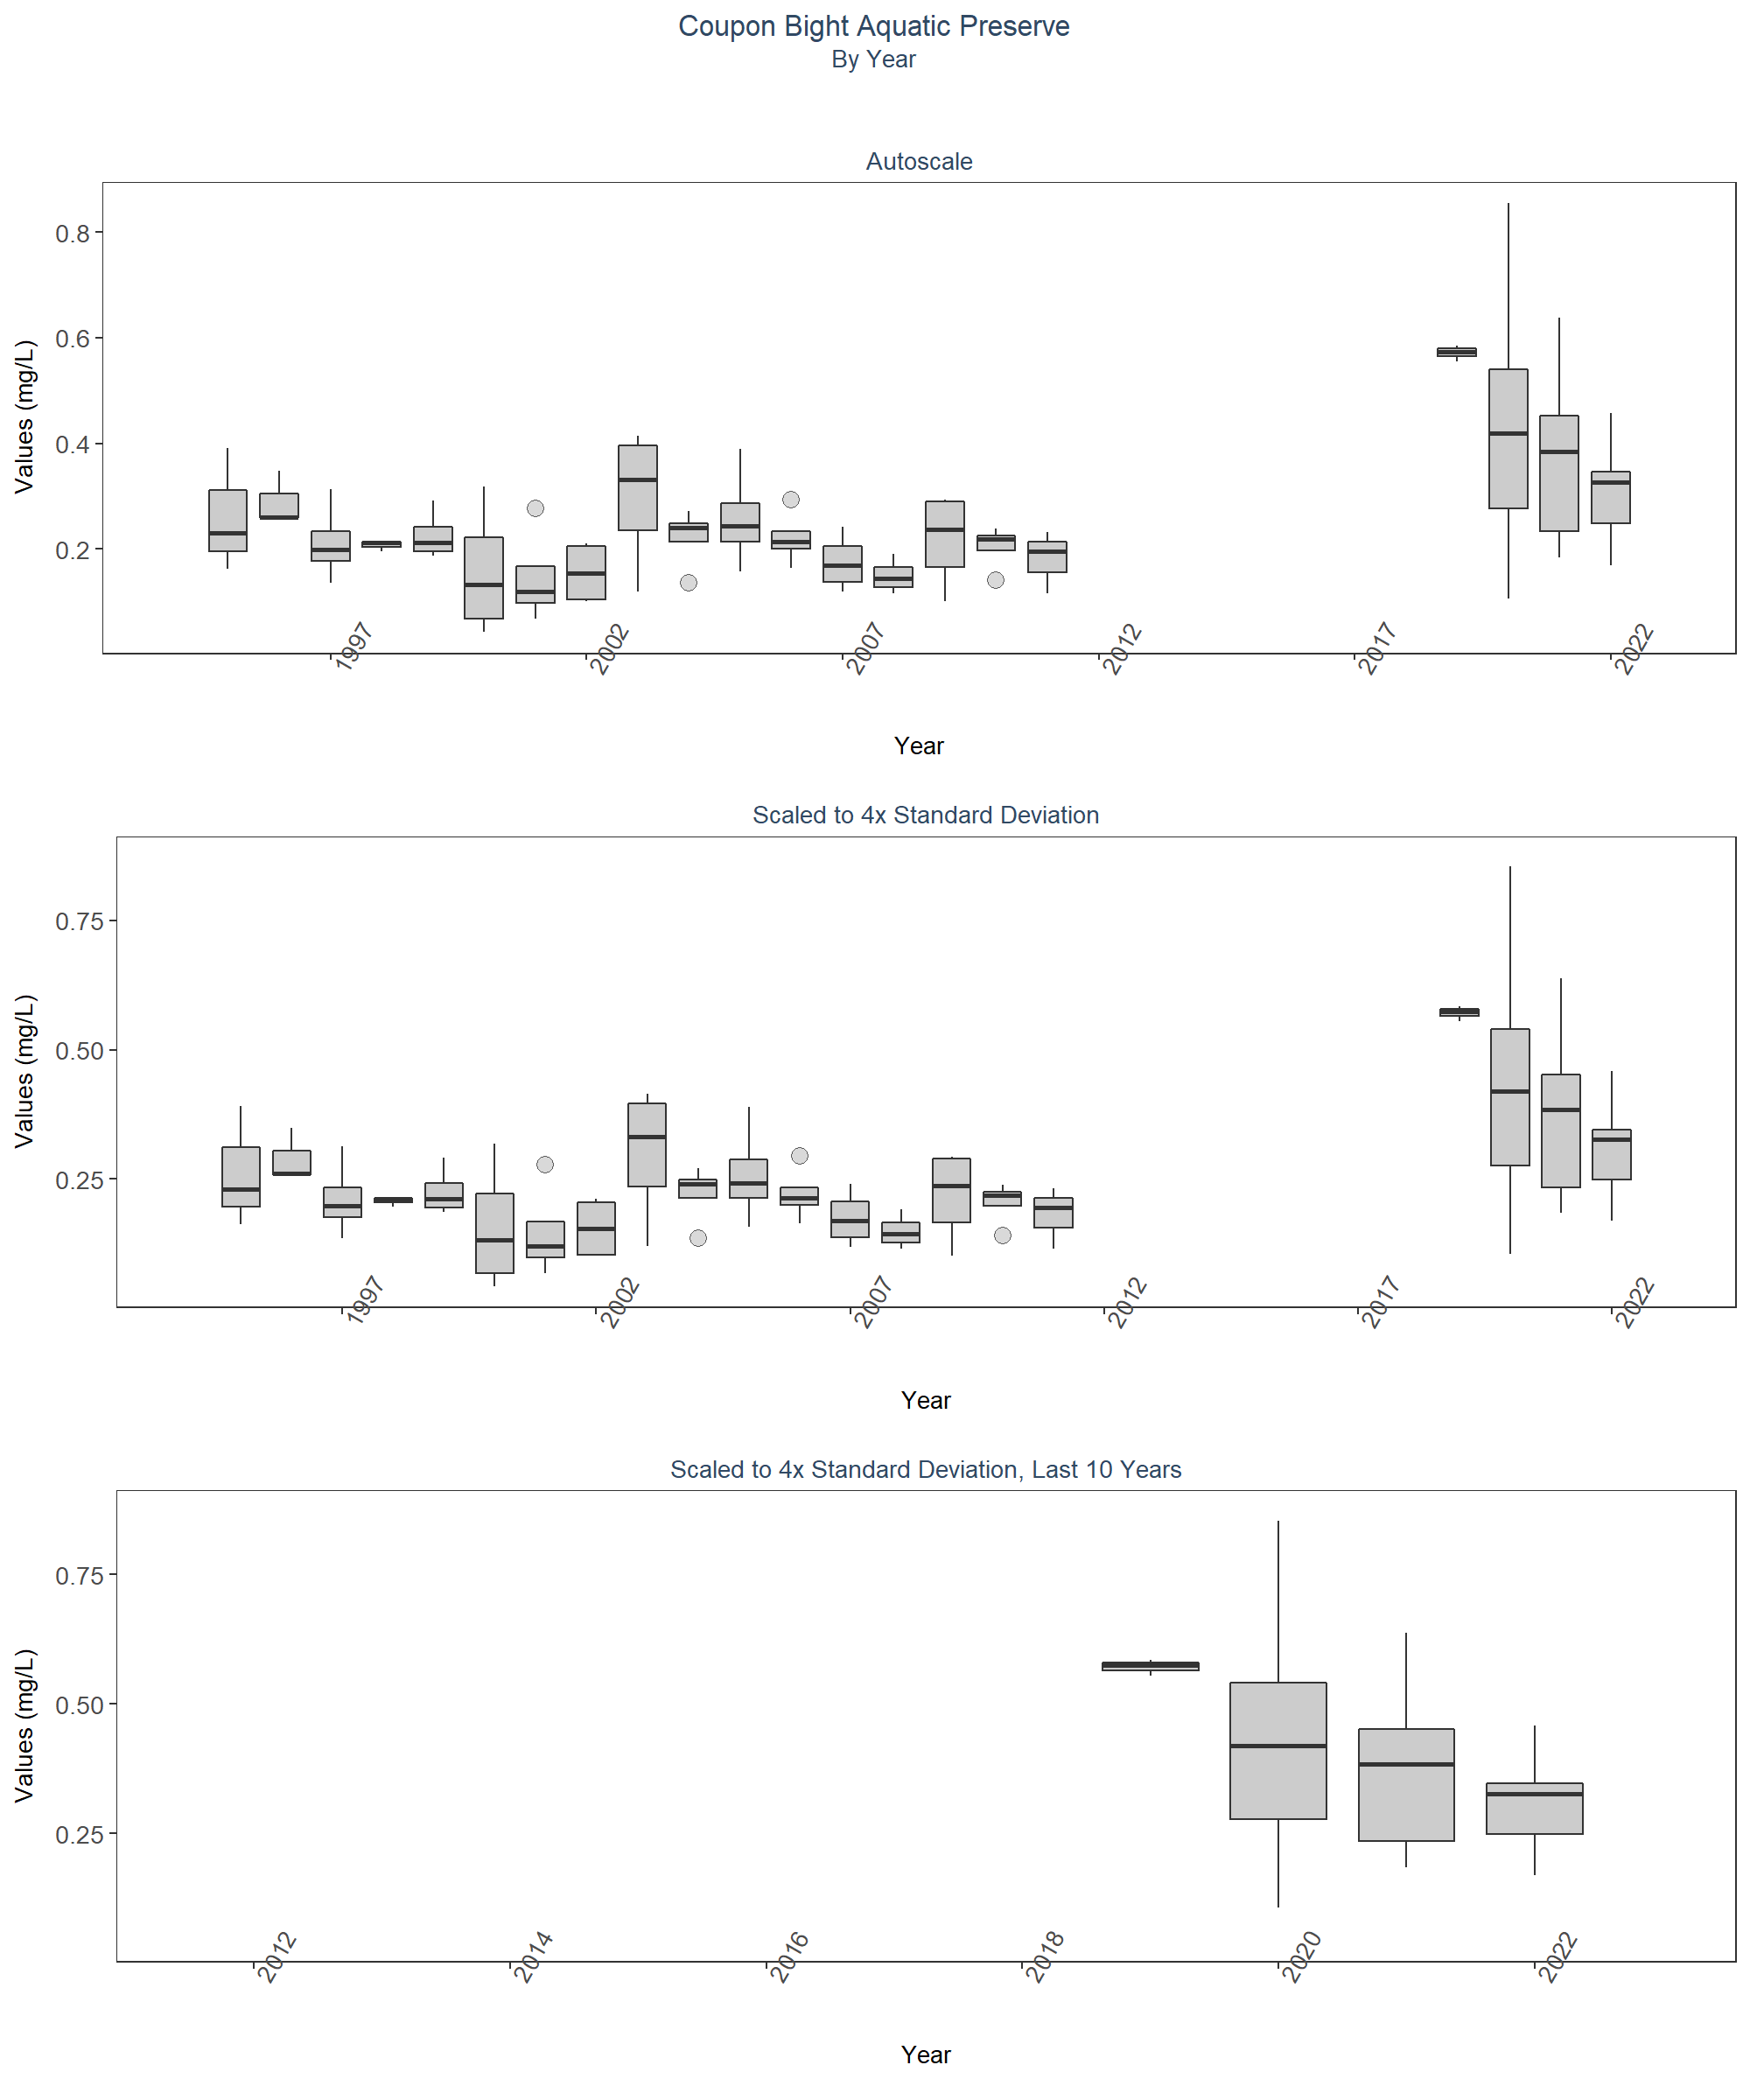 Coupon Bight Aquatic Preserve
By Year
Autoscale
Values (mg/L)
0.8
0.6
0.4
0.2
1997 2002 2007 2012 2017 2022
Year
Scaled to 4x Standard Deviation
Values (mg/L)
0.75
0.50
0.25
1997 2002 2007 2012 2017 2022
Year
Scaled to 4x Standard Deviation, Last 10 Years
Values (mg/L)
0.75
0.50
0.25
2012 2014 2016 2018 2020 2022
Year